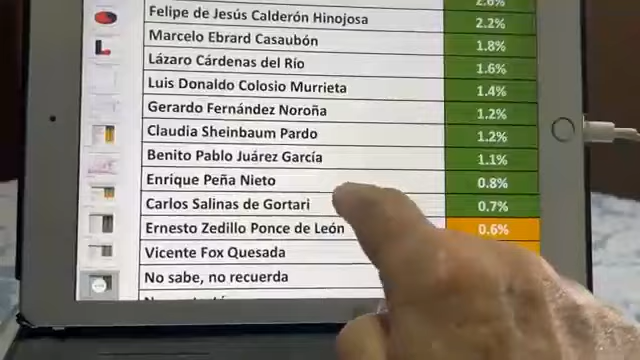 2.6%
Felipe de Jesús Calderón Hinojosa 2.2%
Marcelo Ebrard Casaubón 1.8%
Lázaro Cárdenas del Río 1.6%
Luis Donaldo Colosio Murrieta 1.4%
Gerardo Fernández Noroña 1.2%
Claudia Sheinbaum Pardo 1.2%
Benito Pablo Juárez García 1.1%
Enrique Peña Nieto 0.8%
Carlos Salinas de Gortari 0.7%
Ernesto Zedillo Ponce de León 0.6%
Vicente Fox Quesada
No sabe, no recuerda